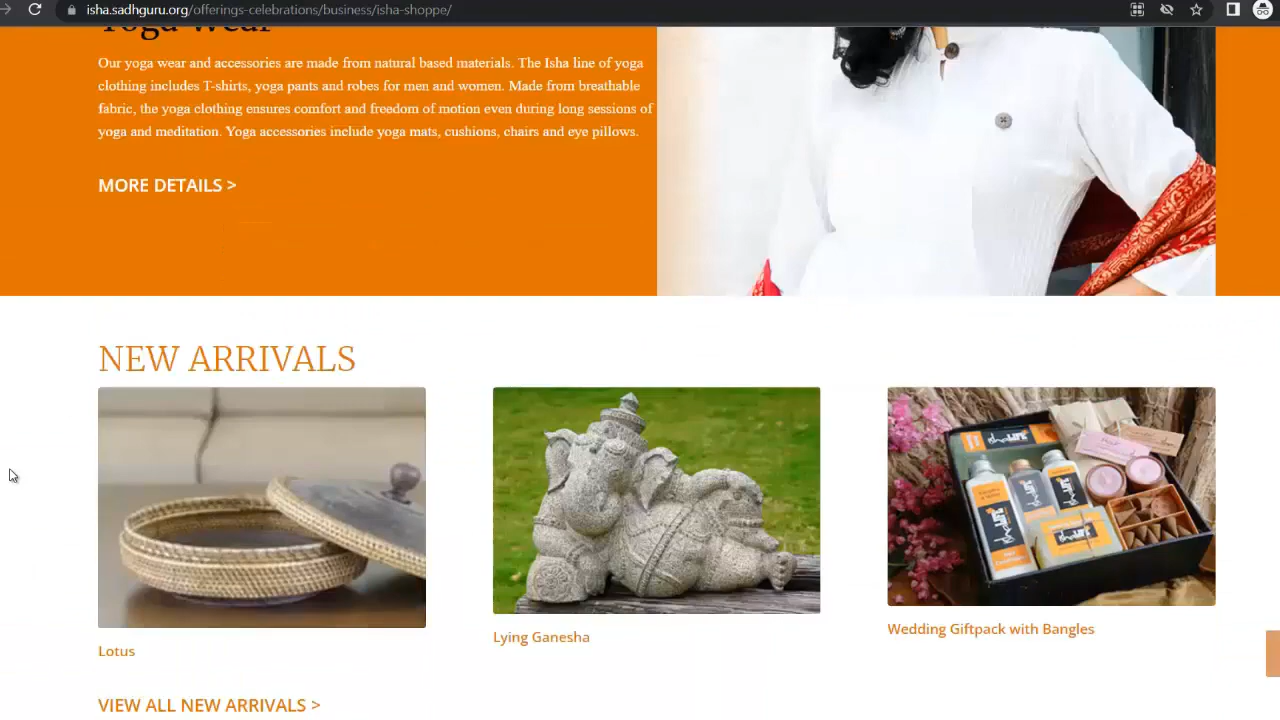 isha.sadhguru.org/offerings-celebrations/business/isha-shoppe/
Yoga Wear
Our yoga wear and accessories are made from natural based materials. The Isha line of yoga
clothing includes T-shirts, yoga pants and robes for men and women. Made from breathable
fabric, the yoga clothing ensures comfort and freedom of motion even during long sessions of
yoga and meditation. Yoga accessories include yoga mats, cushions, chairs and eye pillows.
MORE DETAILS >
NEW ARRIVALS
Lotus
Lying Ganesha
Wedding Giftpack with Bangles
VIEW ALL NEW ARRIVALS >